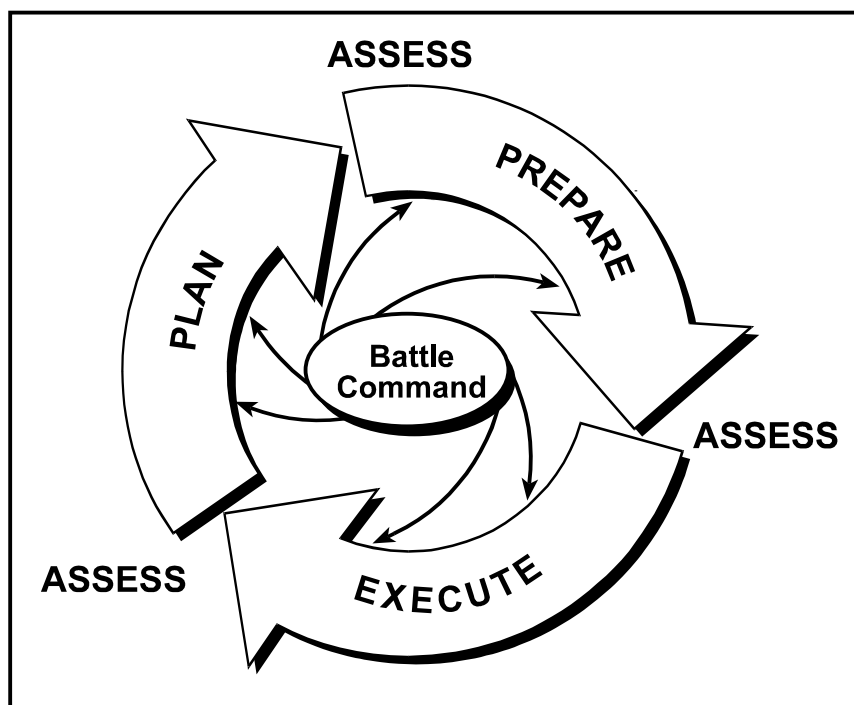 ASSESS
PREPARE
PLAN
Battle
Command
ASSESS
EXECUTE
ASSESS